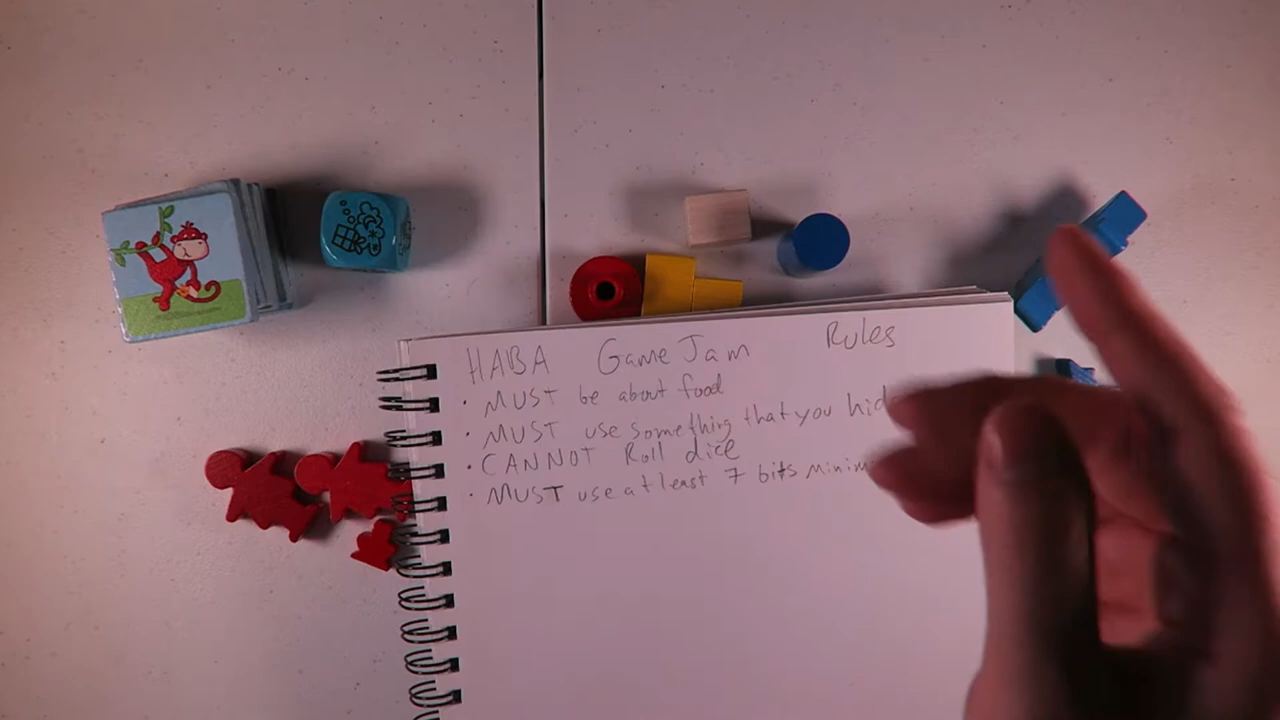 HABA Game Jam Rules
• MUST be about food
• MUST use something that you hid
• CANNOT Roll dice
• MUST use at least 7 bits minim